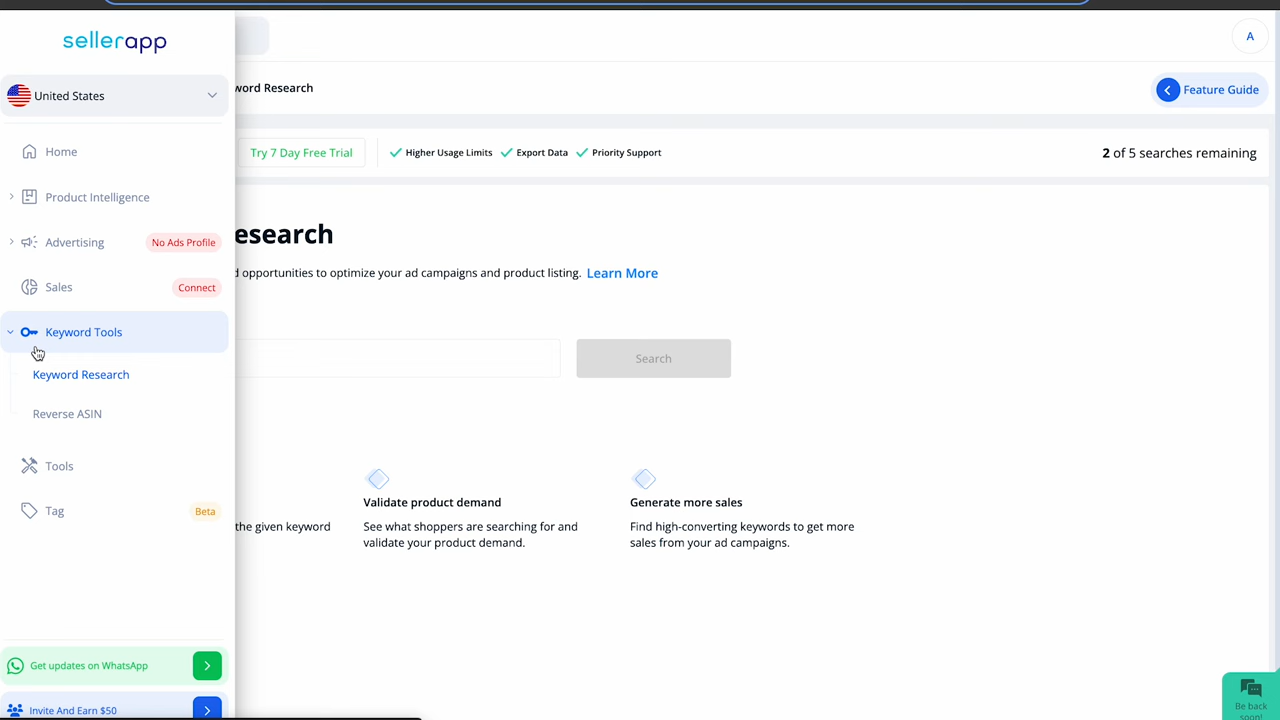 sellerapp
A
United States
word Research
Feature Guide
Home
Try 7 Day Free Trial
Higher Usage Limits
Export Data
Priority Support
2 of 5 searches remaining
Product Intelligence
Advertising
No Ads Profile
esearch
Sales
Connect
d opportunities to optimize your ad campaigns and product listing. Learn More
Keyword Tools
Search
Keyword Research
Reverse ASIN
Tools
Tag
Beta
the given keyword
Validate product demand
See what shoppers are searching for and
validate your product demand.
Generate more sales
Find high-converting keywords to get more
sales from your ad campaigns.
Get updates on WhatsApp
Invite And Earn $50
Be back
soon!